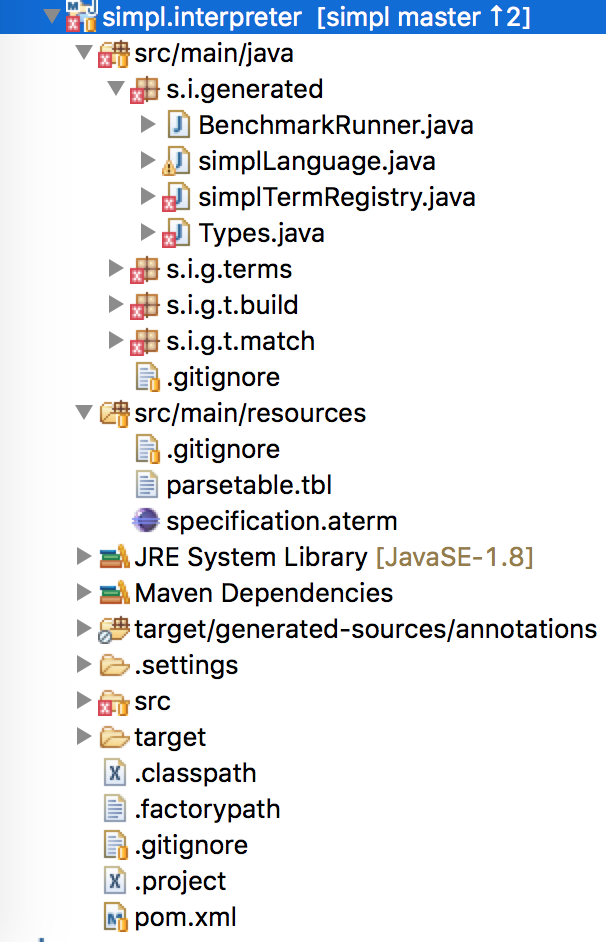 simpl.interpreter [simpl master ↑2]
src/main/java
s.i.generated
BenchmarkRunner.java
simplLanguage.java
simplTermRegistry.java
Types.java
s.i.g.terms
s.i.g.t.build
s.i.g.t.match
.gitignore
src/main/resources
.gitignore
parsetable.tbl
specification.aterm
JRE System Library [JavaSE-1.8]
Maven Dependencies
target/generated-sources/annotations
.settings
src
target
.classpath
.factorypath
.gitignore
.project
pom.xml